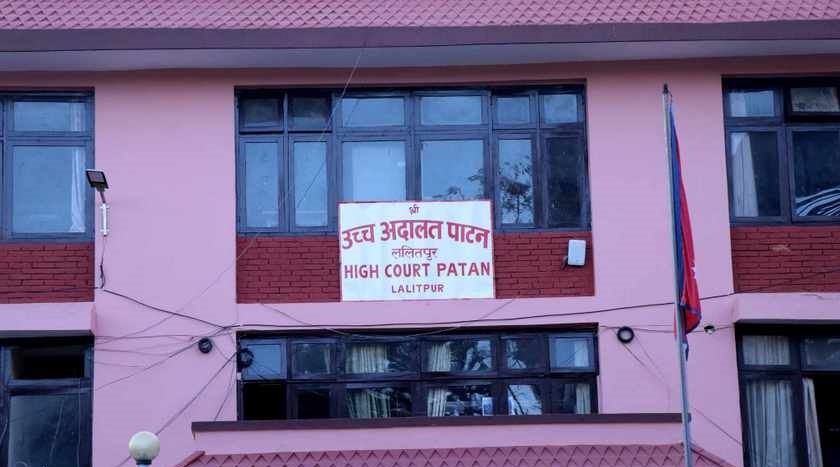 श्री
उच्च अदालत पाटन
ललितपुर
HIGH COURT PATAN
LALITPUR